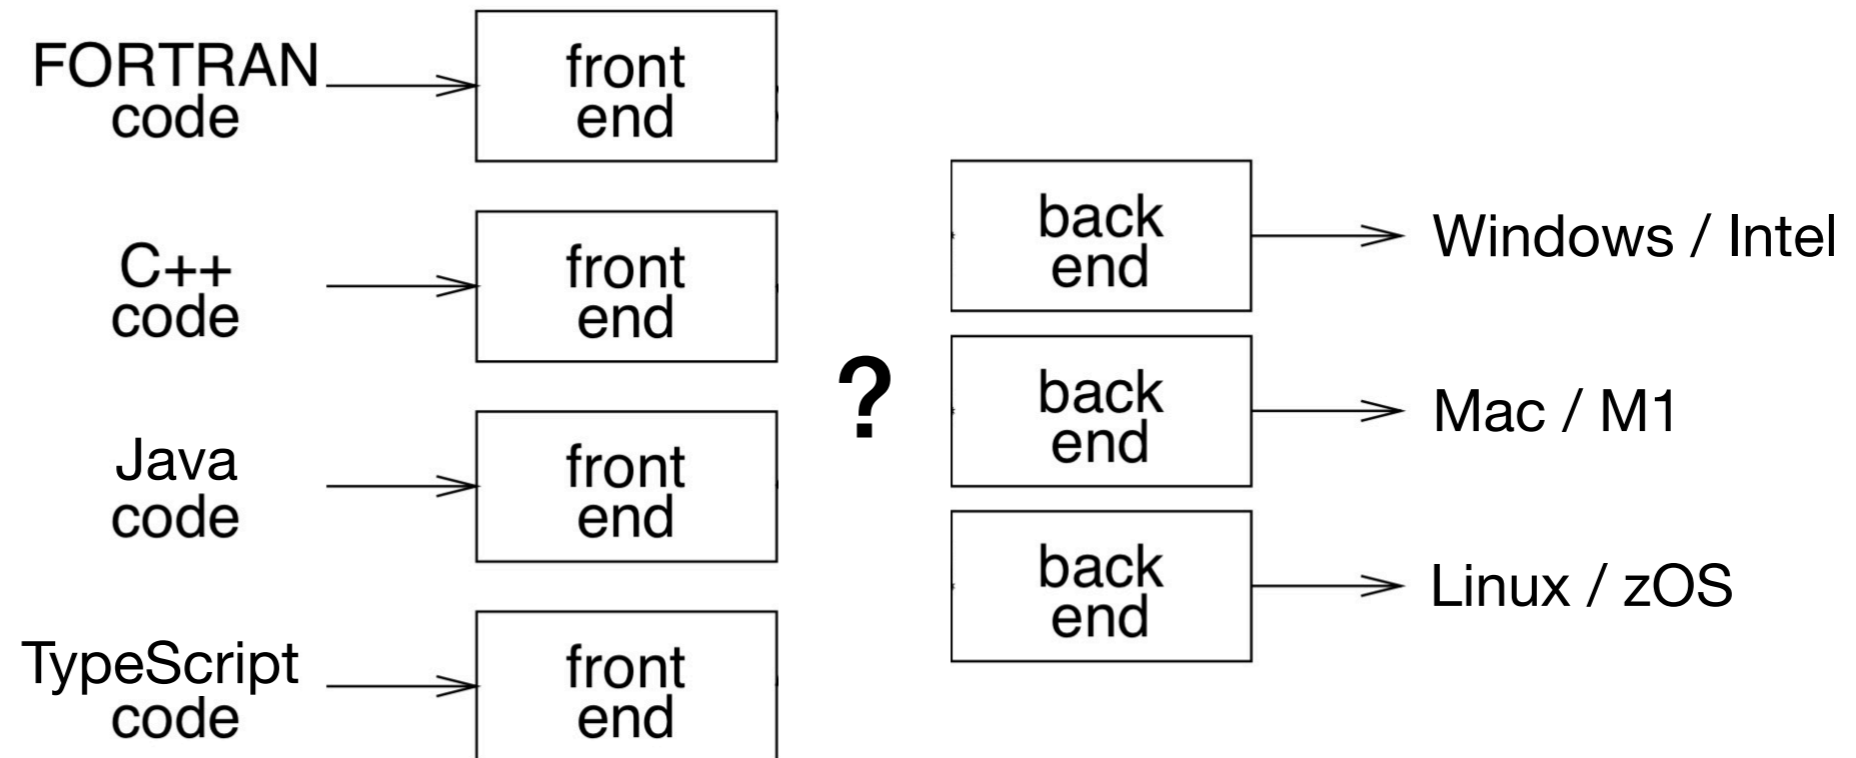 FORTRAN
code
front
end
C++
code
front
end
Java
code
front
end
TypeScript
code
front
end
?
back
end
Windows / Intel
back
end
Mac / M1
back
end
Linux / zOS